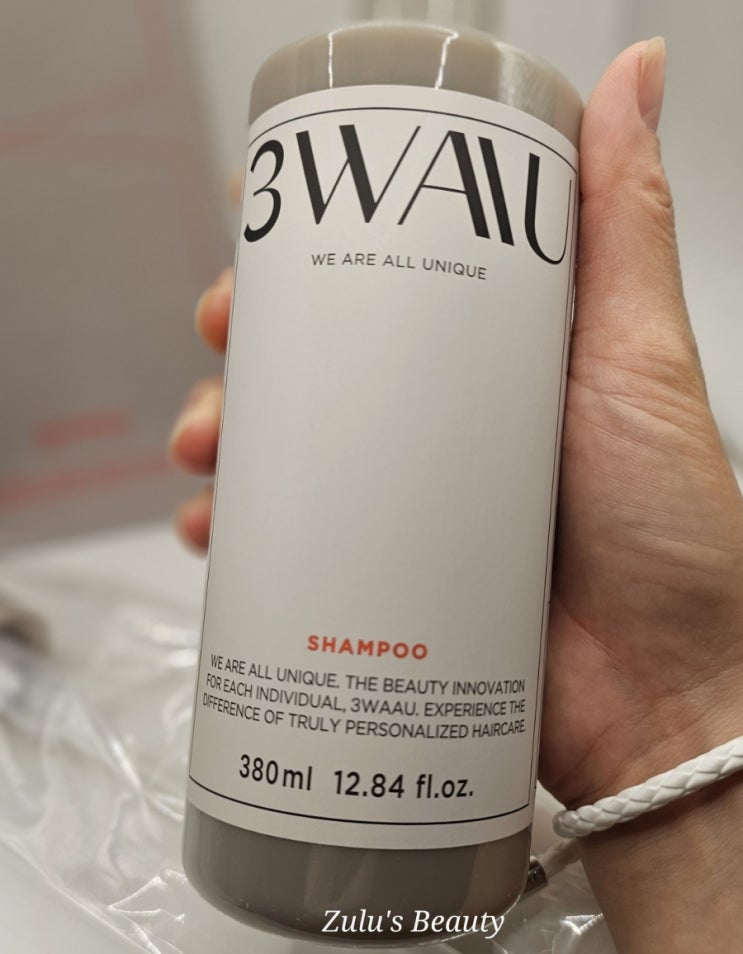 3WAAU
WE ARE ALL UNIQUE
SHAMPOO
WE ARE ALL UNIQUE. THE BEAUTY INNOVATION
FOR EACH INDIVIDUAL, 3WAAU. EXPERIENCE THE
DIFFERENCE OF TRULY PERSONALIZED HAIRCARE.
380ml 12.84 fl.oz.
Zulu's Beauty